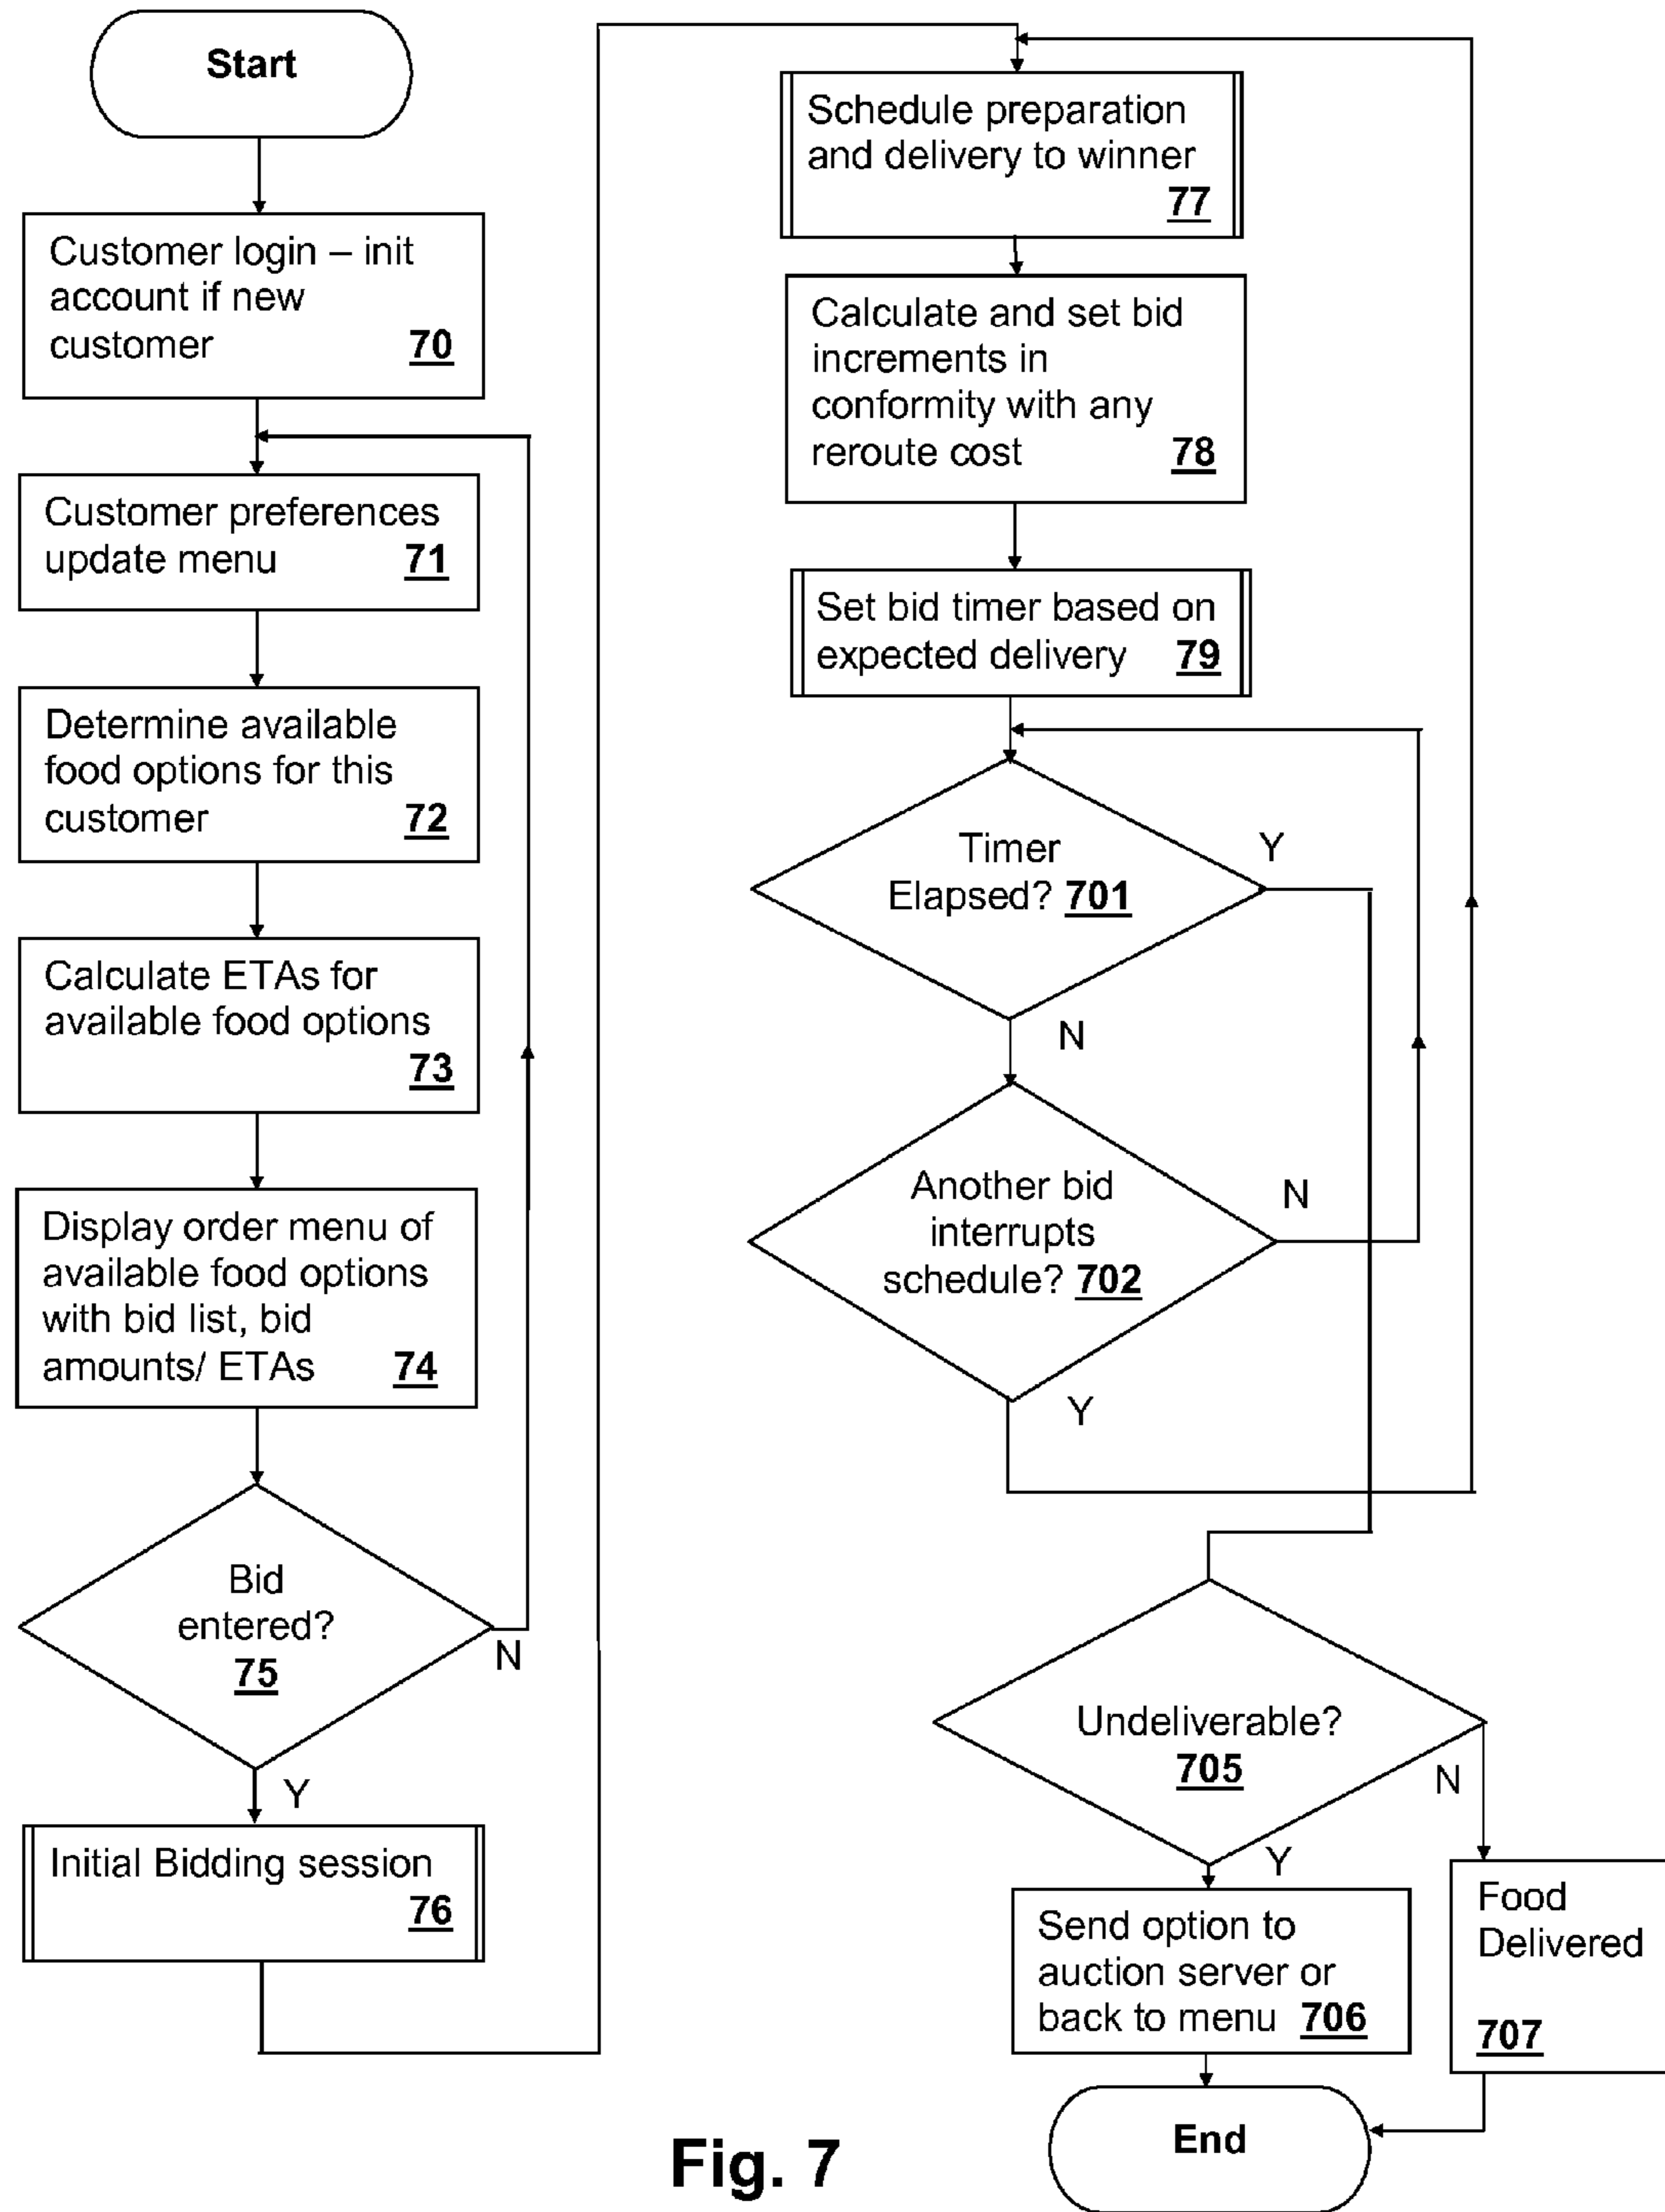 Start
Customer login – init
account if new
customer 70
Customer preferences
update menu 71
Determine available
food options for this
customer 72
Calculate ETAs for
available food options
73
Display order menu of
available food options
with bid list, bid
amounts/ ETAs 74
Bid
entered?
75
N
Y
Initial Bidding session
76
Schedule preparation
and delivery to winner
77
Calculate and set bid
increments in
conformity with any
reroute cost 78
Set bid timer based on
expected delivery 79
Timer
Elapsed? 701
Y
N
Another bid
interrupts
schedule? 702
N
Y
Undeliverable?
705
N
Y
Send option to
auction server or
back to menu 706
Food
Delivered
707
End
Fig. 7